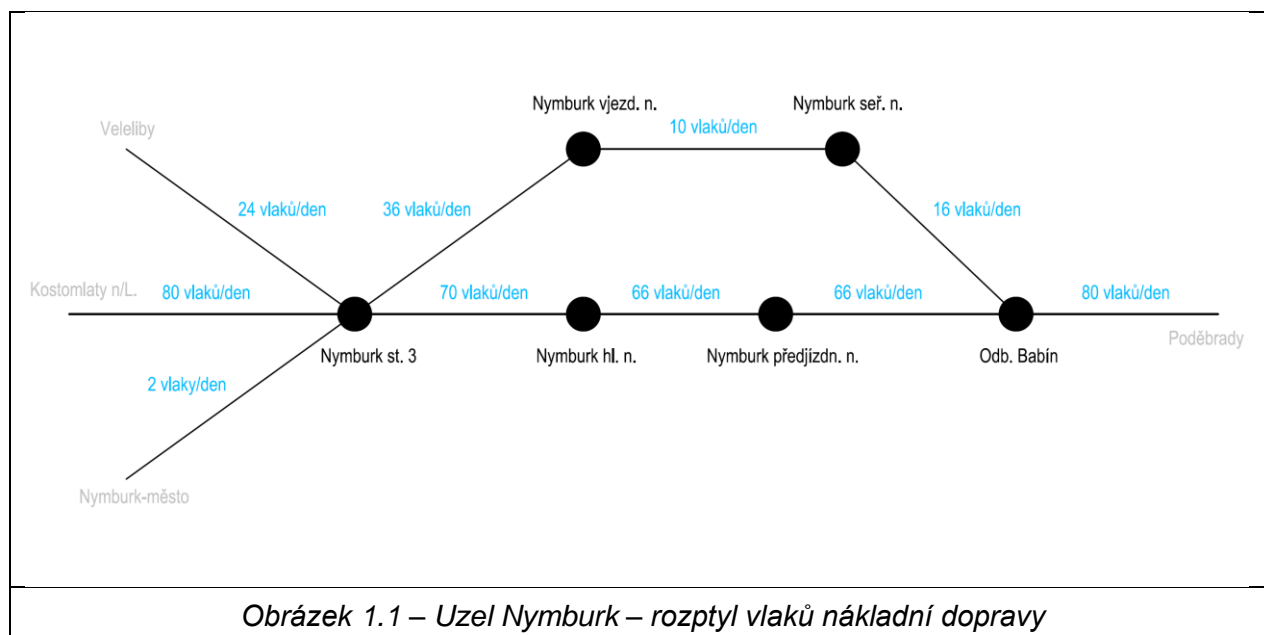 Nymburk vjezd. n.
Nymburk seř. n.
Veleliby
10 vlaků/den
24 vlaků/den
36 vlaků/den
16 vlaků/den
Kostomlaty n/L.
80 vlaků/den
70 vlaků/den
66 vlaků/den
66 vlaků/den
80 vlaků/den
Nymburk st. 3
Nymburk hl. n.
Nymburk předjízdn. n.
Odb. Babín
Poděbrady
2 vlaky/den
Nymburk-město
Obrázek 1.1 – Uzel Nymburk – rozptyl vlaků nákladní dopravy